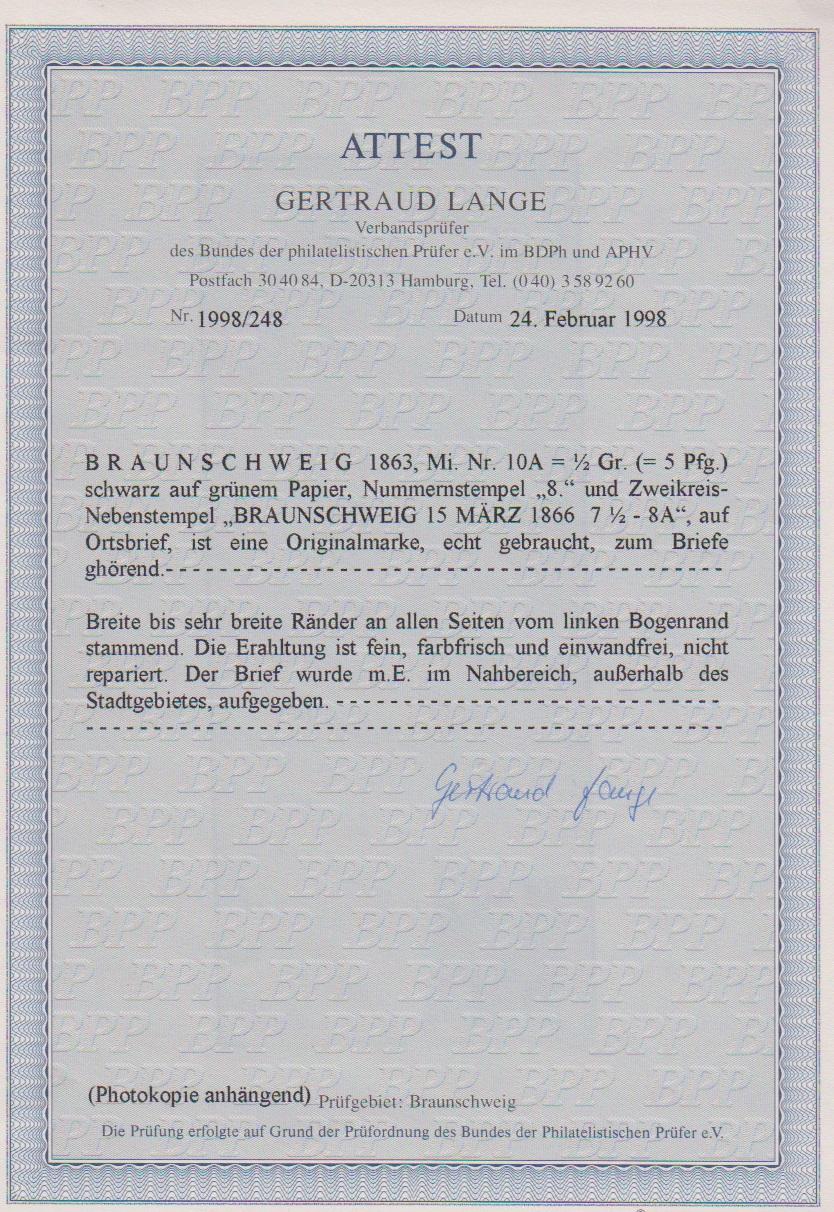 ATTEST
GERTRAUD LANGE
Verbandsprüfer
des Bundes der philatelistischen Prüfer e.V. im BDPh und APHV
Postfach 30 40 84, D-20313 Hamburg, Tel. (0 40) 3 58 92 60
Nr. 1998/248 Datum 24. Februar 1998
B R A U N S C H W E I G 1863, Mi. Nr. 10A = ½ Gr. (= 5 Pfg.)
schwarz auf grünem Papier, Nummernstempel „8.“ und Zweikreis-
Nebenstempel „BRAUNSCHWEIG 15 MÄRZ 1866 7 ½ - 8A“, auf
Ortsbrief, ist eine Originalmarke, echt gebraucht, zum Briefe
ghörend.- - - - - - - - - - - - - - - - - - - - - - - - - - - - - - - - - - - - - - - - - - - - - - - - - -
Breite bis sehr breite Ränder an allen Seiten vom linken Bogenrand
stammend. Die Erahltung ist fein, farbfrisch und einwandfrei, nicht
repariert. Der Brief wurde m.E. im Nahbereich, außerhalb des
Stadtgebietes, aufgegeben. - - - - - - - - - - - - - - - - - - - - - - - - - - - - -
- - - - - - - - - - - - - - - - - - - - - - - - - - - - - - - - - - - - - - - - - - - - - - - -
Gertraud Lange
(Photokopie anhängend) Prüfgebiet: Braunschweig
Die Prüfung erfolgte auf Grund der Prüfordnung des Bundes der Philatelistischen Prüfer e.V.